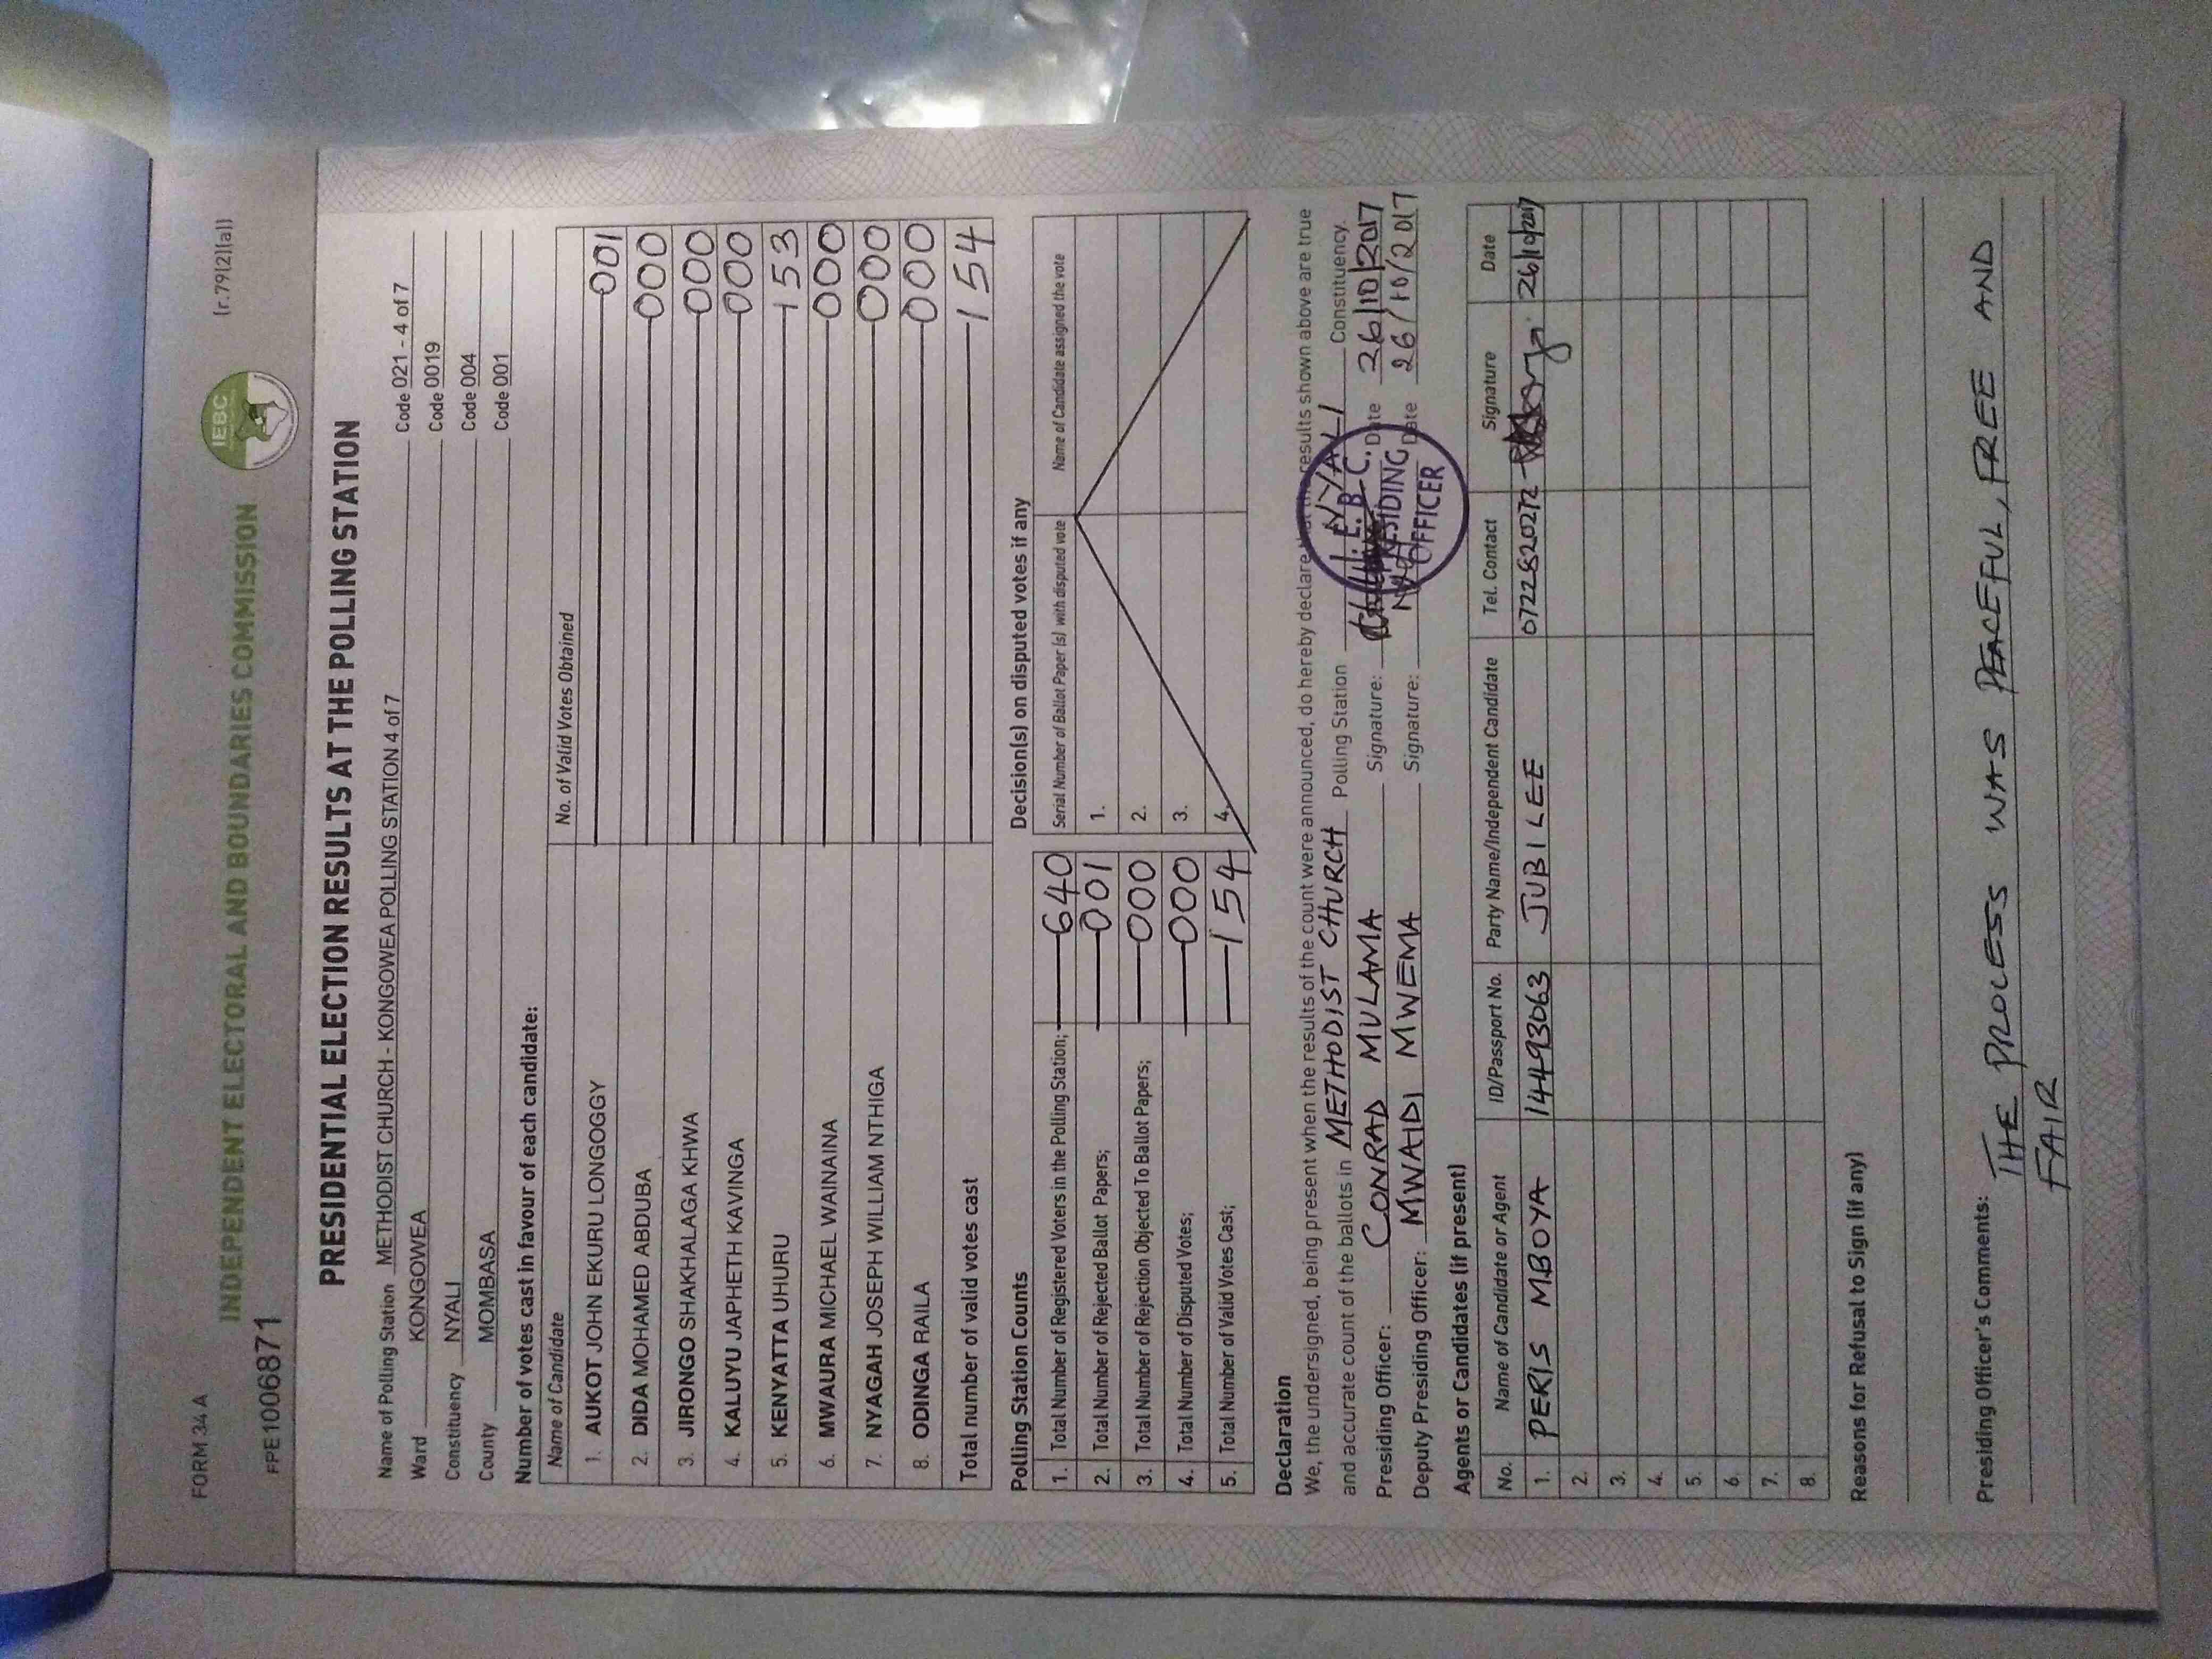 FORM 34 A
(r.79(2)(a))
IEBC
INDEPENDENT ELECTORAL AND BOUNDARIES COMMISSION
FPE1006871
PRESIDENTIAL ELECTION RESULTS AT THE POLLING STATION
Name of Polling Station METHODIST CHURCH - KONGOWEA POLLING STATION 4 of 7 Code 021 - 4 of 7
Ward KONGOWEA Code 0019
Constituency NYALI Code 004
County MOMBASA Code 001
Number of votes cast in favour of each candidate:
Name of Candidate No. of Valid Votes Obtained
1. AUKOT JOHN EKURU LONGOGGY 001
2. DIDA MOHAMED ABDUBA 000
3. JIRONGO SHAKHALAGA KHWA 000
4. KALUYU JAPHETH KAVINGA 000
5. KENYATTA UHURU 153
6. MWAURA MICHAEL WAINAINA 000
7. NYAGAH JOSEPH WILLIAM NTHIGA 000
8. ODINGA RAILA 000
Total number of valid votes cast 154
Polling Station Counts
1. Total Number of Registered Voters in the Polling Station; 640
2. Total Number of Rejected Ballot Papers; 001
3. Total Number of Rejection Objected To Ballot Papers; 000
4. Total Number of Disputed Votes; 000
5. Total Number of Valid Votes Cast; 154
Decision(s) on disputed votes if any
Serial Number of Ballot Paper (s) with disputed vote Name of Candidate assigned the vote
1.
2.
3.
4.
Declaration
We, the undersigned, being present when the results of the count were announced, do hereby declare that the results shown above are true
and accurate count of the ballots in METHODIST CHURCH Polling Station NYALI Constituency.
Presiding Officer: CONRAD MULAMA Signature: Date 26/10/2017
Deputy Presiding Officer: MWAIDI MWEMA Signature: Date 26/10/2017
I.E.B.C.
PRESIDING
OFFICER
Agents or Candidates (if present)
No. Name of Candidate or Agent ID/Passport No. Party Name/Independent Candidate Tel. Contact Signature Date
1. PERIS MBOYA 14493063 JUBILEE 0722820272 26/10/2017
2.
3.
4.
5.
6.
7.
8.
Reasons for Refusal to Sign (if any)
Presiding Officer's Comments: THE PROCESS WAS PEACEFUL, FREE AND
FAIR